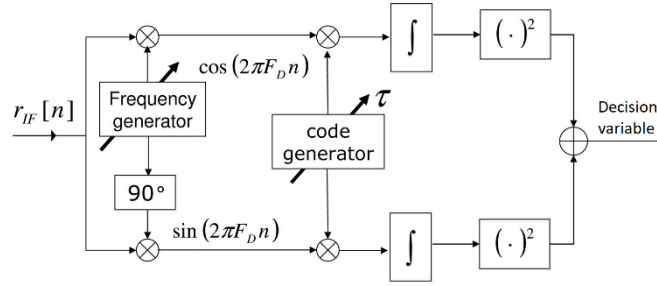 ∫
( · )²
cos (2πF_D n)
Frequency
generator
τ
r_IF [n]
code
generator
Decision
variable
90°
sin (2πF_D n)
∫
( · )²